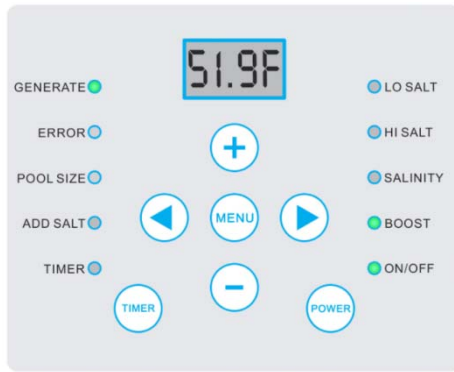 51.9F
GENERATE
ERROR
POOL SIZE
ADD SALT
TIMER
LO SALT
HI SALT
SALINITY
BOOST
ON/OFF
+
MENU
-
TIMER
POWER